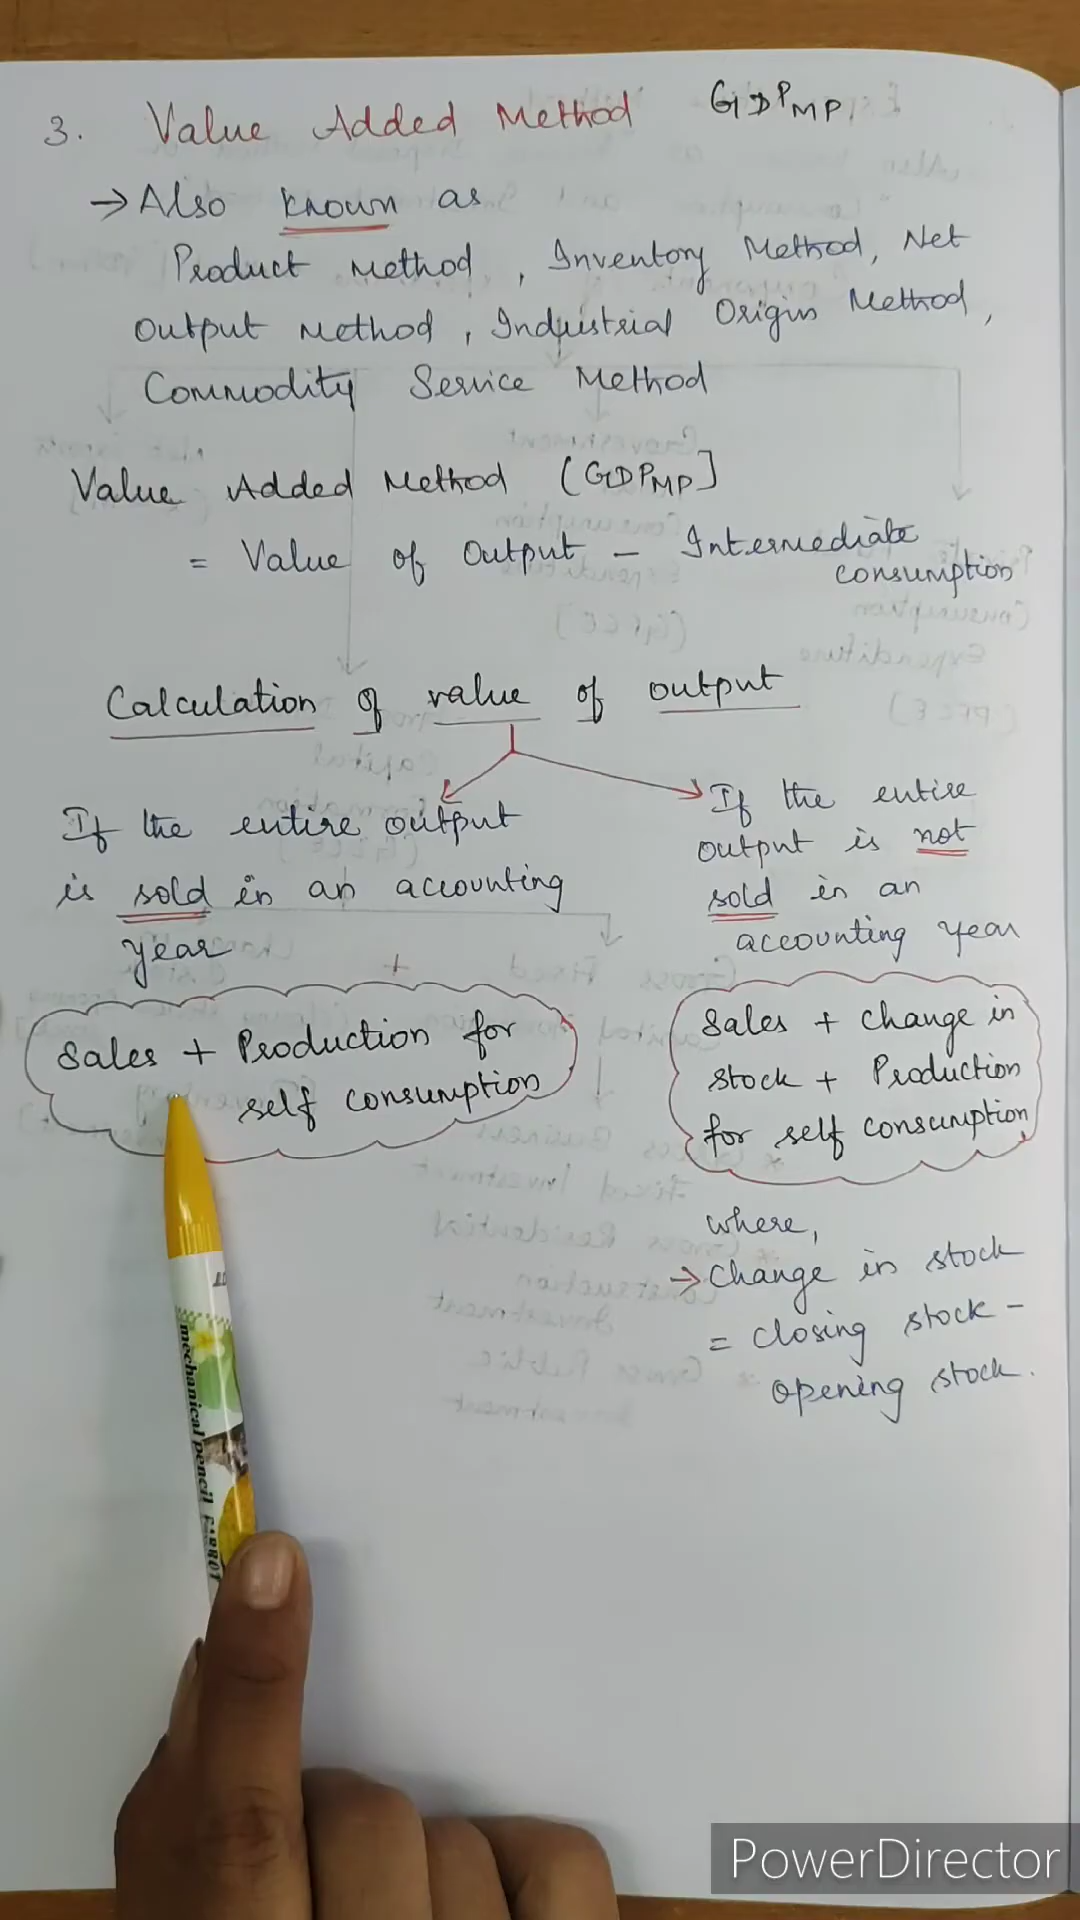 3. Value Added Method GDPMP
→ Also known as
Product Method, Inventory Method, Net
Output Method, Industrial Origin Method,
Commodity Service Method
Value Added Method (GDPMP]
= Value of Output - Intermediate
consumption
Calculation of value of output
If the entire output
is sold in an accounting
year
Sales + Production for
self consumption
If the entire
output is not
sold in an
accounting year
Sales + change in
stock + Production
for self consumption
where,
→ Change in stock
= closing stock -
opening stock.
mechanical pencil
PowerDirector